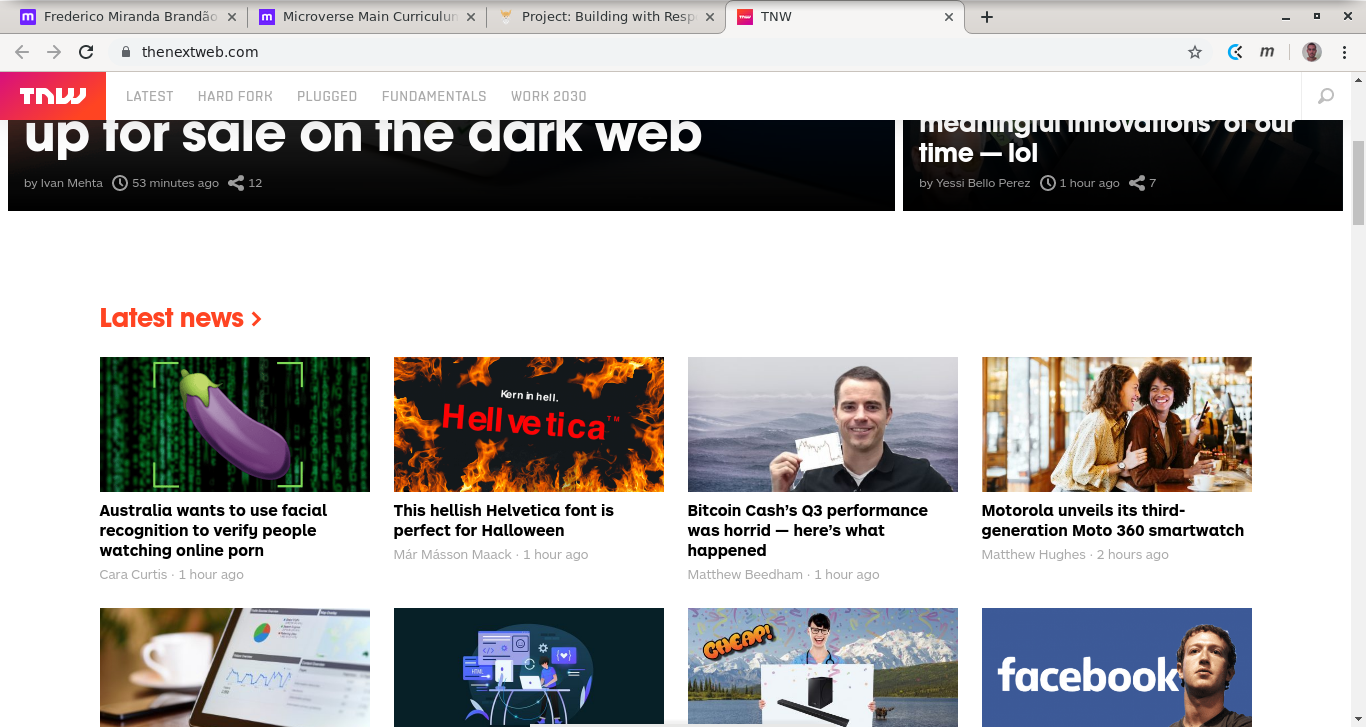 Frederico Miranda Brandão
Microverse Main Curriculum
Project: Building with Resp
TNW
thenextweb.com
m
TNW
LATEST
HARD FORK
PLUGGED
FUNDAMENTALS
WORK 2030
up for sale on the dark web
by Ivan Mehta 53 minutes ago 12
meaningful innovations' of our
time — lol
by Yessi Bello Perez 1 hour ago 7
Latest news >
Kern in hell.
Hellvetica™
Australia wants to use facial
recognition to verify people
watching online porn
Cara Curtis · 1 hour ago
This hellish Helvetica font is
perfect for Halloween
Már Másson Maack · 1 hour ago
Bitcoin Cash's Q3 performance
was horrid — here's what
happened
Matthew Beedham · 1 hour ago
Motorola unveils its third-
generation Moto 360 smartwatch
Matthew Hughes · 2 hours ago
HTML
CHEAP!
facebook